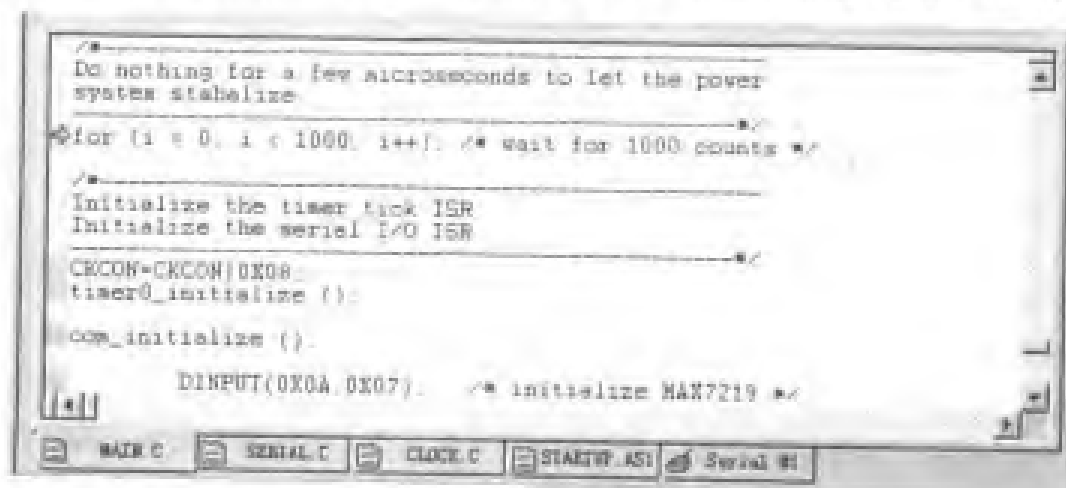 /*
Do nothing for a few microseconds to let the power
system stabalize
*/
for (i = 0; i < 1000; i++); /* wait for 1000 counts */
/*
Initialize the timer tick ISR
Initialize the serial I/O ISR
*/
CKCON=CKCON|0X08;
timer0_initialize ();
com_initialize ();
DINPUT(0X0A,0X07); /* initialize MAX7219 */
MAIN.C SERIAL.C CLOCK.C STARTUP.A51 Serial #1